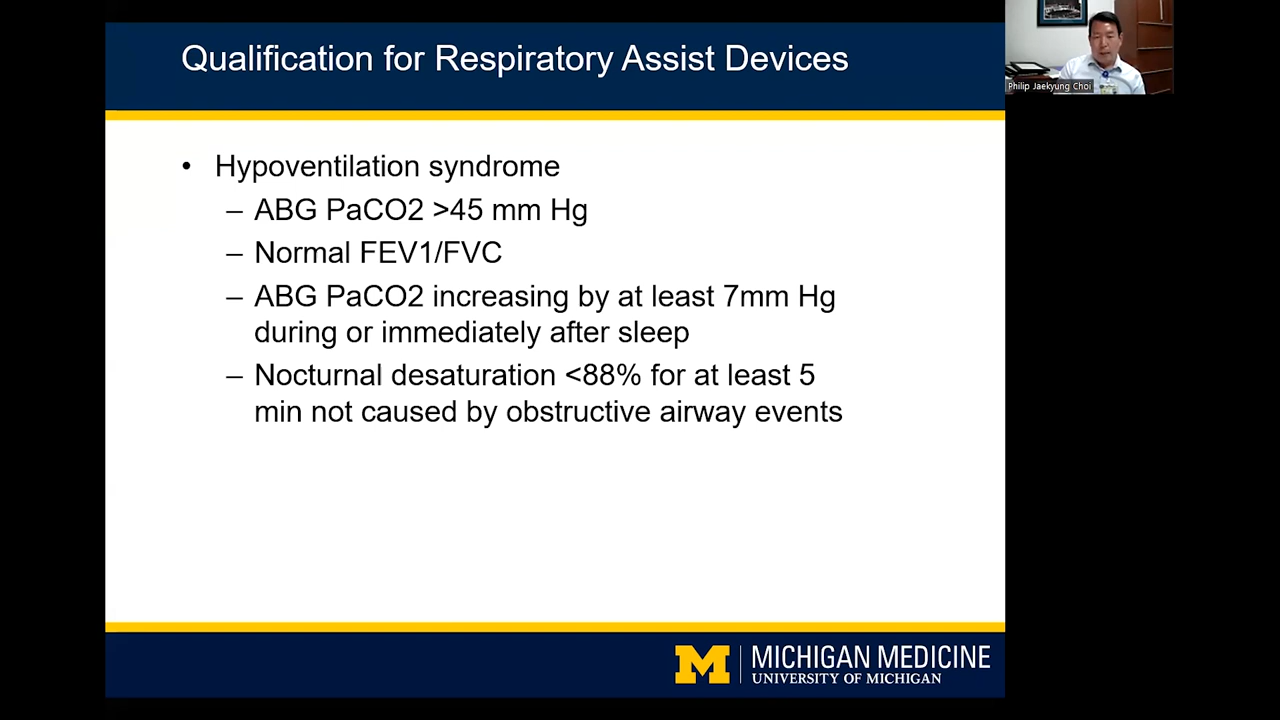 Qualification for Respiratory Assist Devices
Philip Jaekyung Choi
• Hypoventilation syndrome
– ABG PaCO2 >45 mm Hg
– Normal FEV1/FVC
– ABG PaCO2 increasing by at least 7mm Hg
during or immediately after sleep
– Nocturnal desaturation <88% for at least 5
min not caused by obstructive airway events
M
MICHIGAN MEDICINE
UNIVERSITY OF MICHIGAN